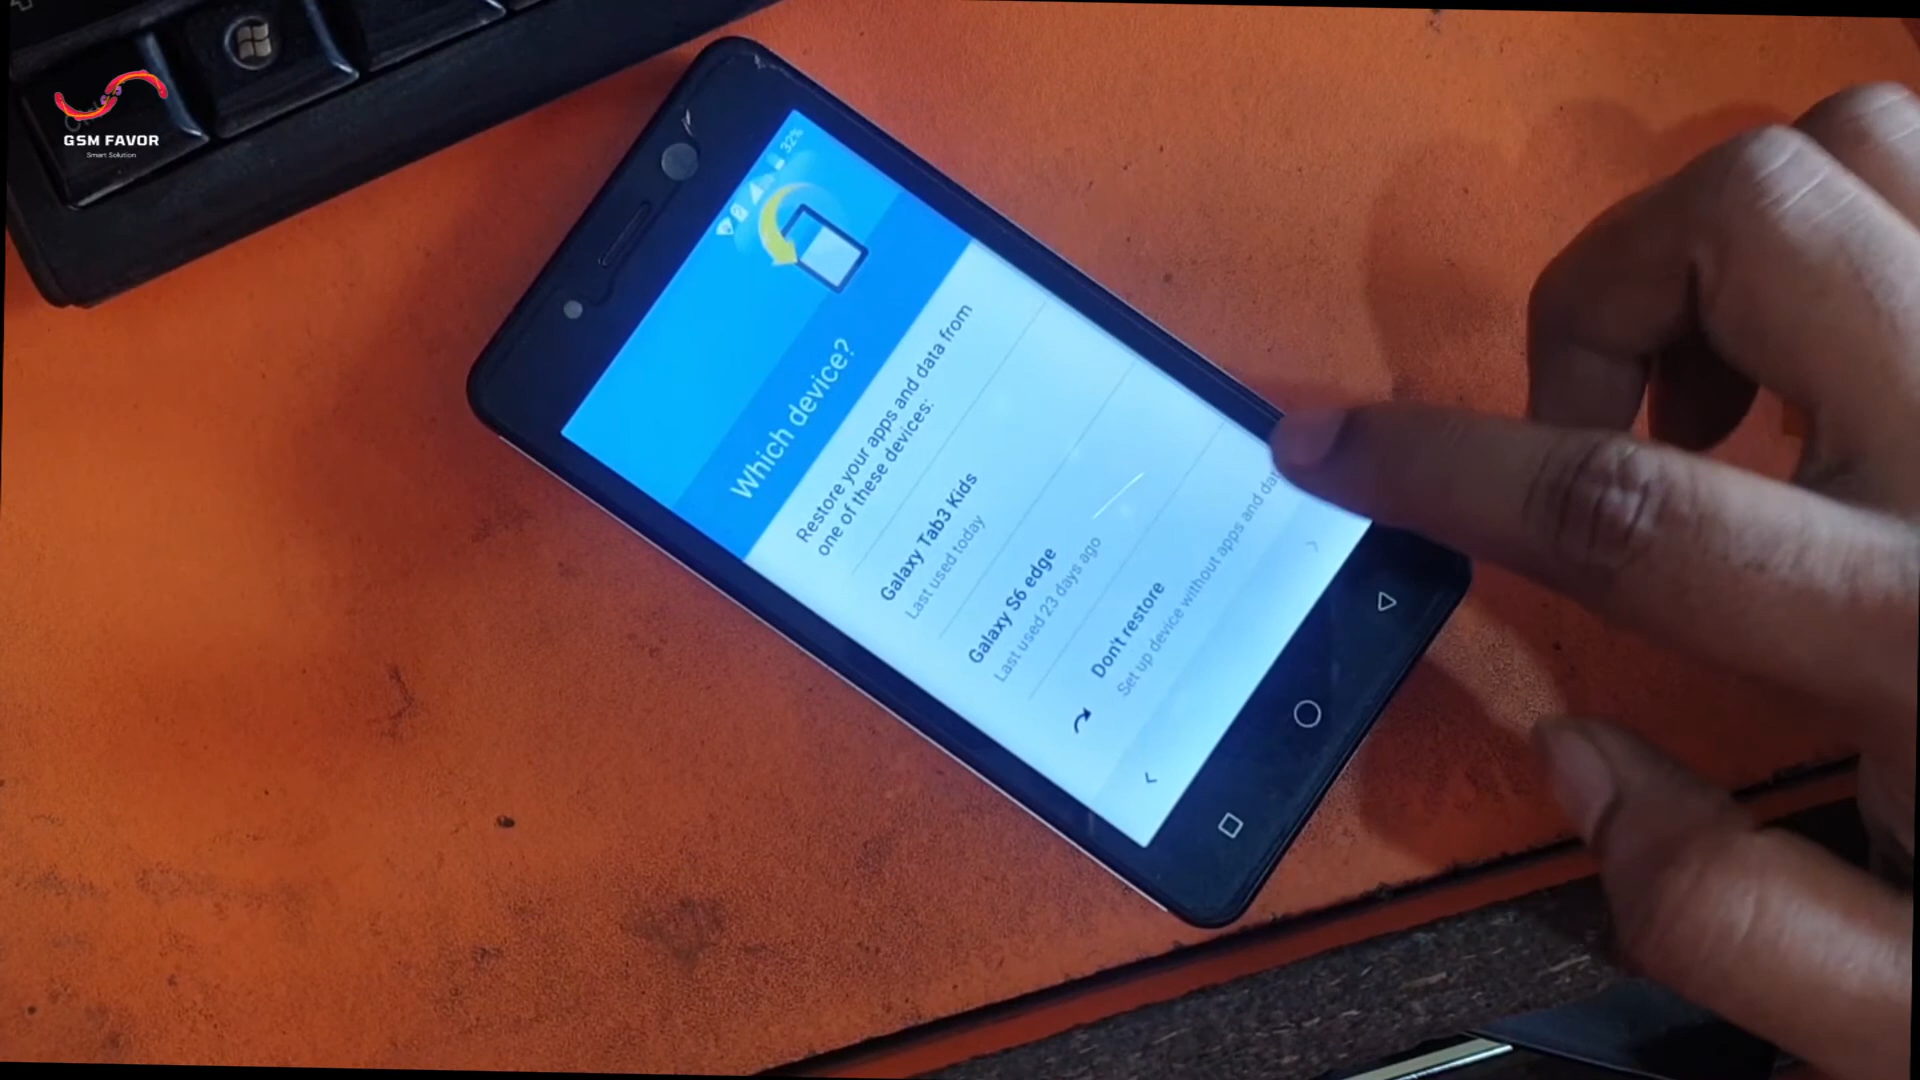 GSM FAVOR
Smart Solution
32%
Which device?
Restore your apps and data from
one of these devices:
Galaxy Tab3 Kids
Last used today
Galaxy S6 edge
Last used 23 days ago
Don't restore
Set up device without apps and